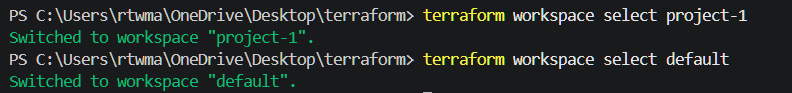 PS C:\Users\rtwma\OneDrive\Desktop\terraform> terraform workspace select project-1
Switched to workspace "project-1".
PS C:\Users\rtwma\OneDrive\Desktop\terraform> terraform workspace select default
Switched to workspace "default".